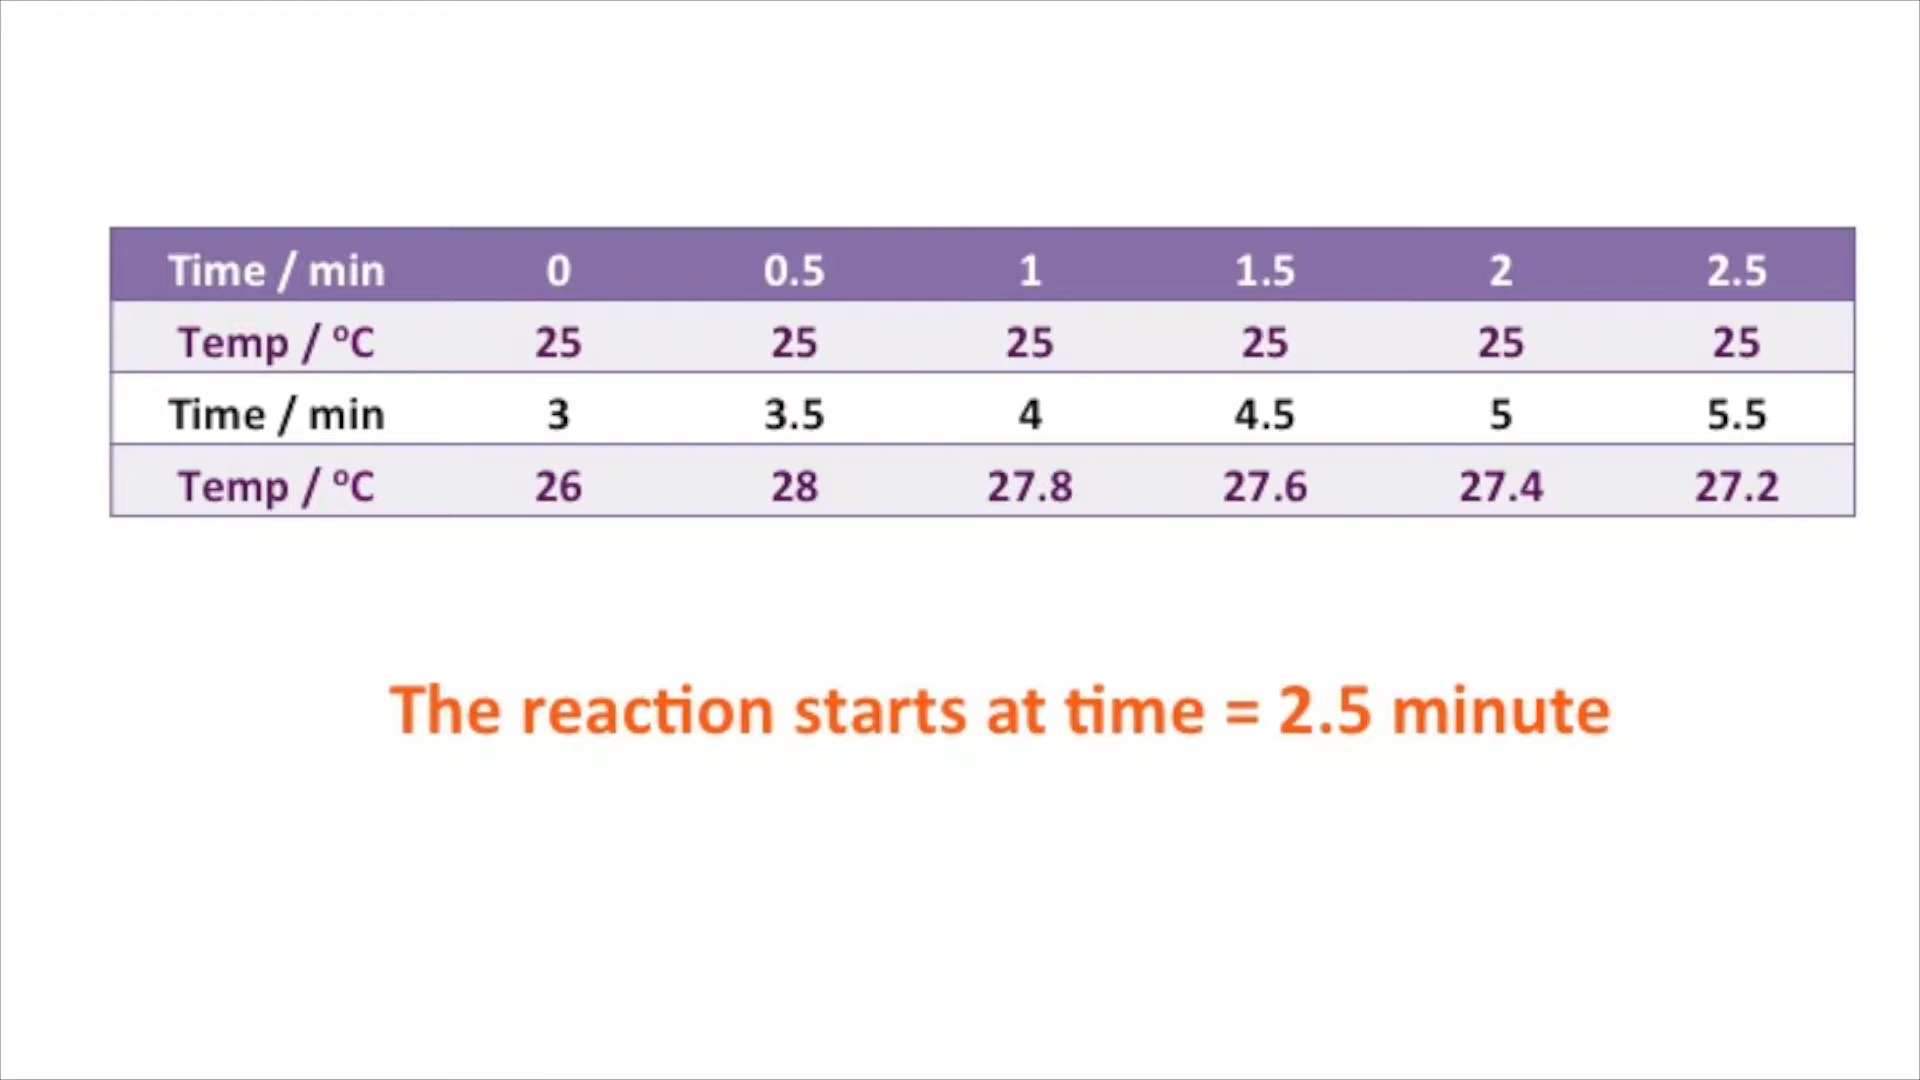 Time / min 0 0.5 1 1.5 2 2.5
Temp / ºC 25 25 25 25 25 25
Time / min 3 3.5 4 4.5 5 5.5
Temp / ºC 26 28 27.8 27.6 27.4 27.2
The reaction starts at time = 2.5 minute